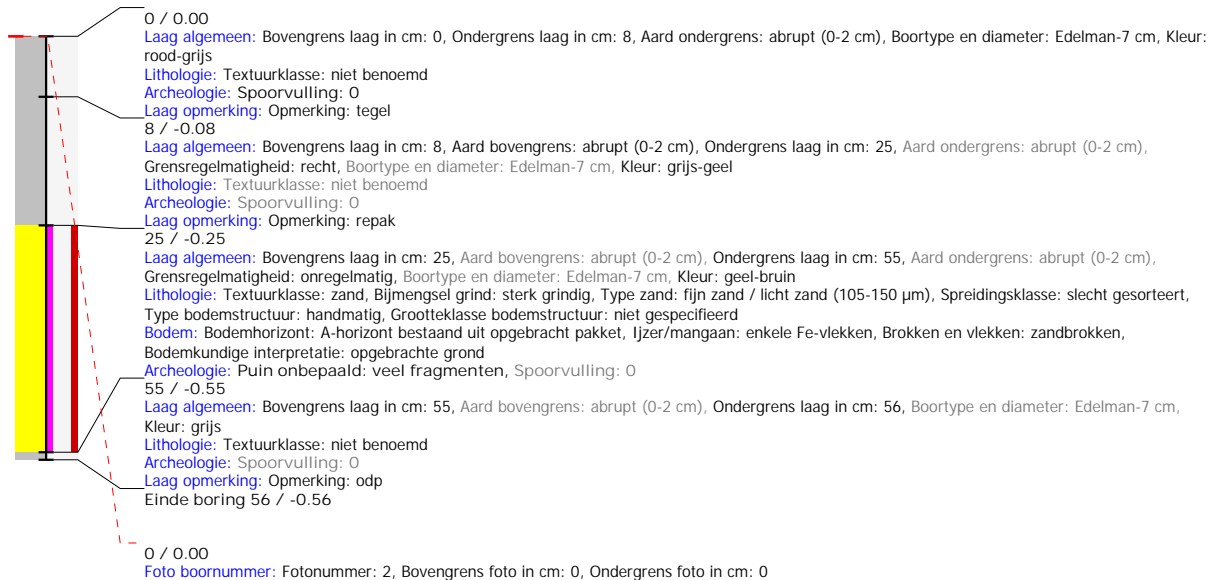 0 / 0.00
Laag algemeen: Bovengrens laag in cm: 0, Ondergrens laag in cm: 8, Aard ondergrens: abrupt (0-2 cm), Boortype en diameter: Edelman-7 cm, Kleur:
rood-grijs
Lithologie: Textuurklasse: niet benoemd
Archeologie: Spoorvulling: 0
Laag opmerking: Opmerking: tegel
8 / -0.08
Laag algemeen: Bovengrens laag in cm: 8, Aard bovengrens: abrupt (0-2 cm), Ondergrens laag in cm: 25, Aard ondergrens: abrupt (0-2 cm),
Grensregelmatigheid: recht, Boortype en diameter: Edelman-7 cm, Kleur: grijs-geel
Lithologie: Textuurklasse: niet benoemd
Archeologie: Spoorvulling: 0
Laag opmerking: Opmerking: repak
25 / -0.25
Laag algemeen: Bovengrens laag in cm: 25, Aard bovengrens: abrupt (0-2 cm), Ondergrens laag in cm: 55, Aard ondergrens: abrupt (0-2 cm),
Grensregelmatigheid: onregelmatig, Boortype en diameter: Edelman-7 cm, Kleur: geel-bruin
Lithologie: Textuurklasse: zand, Bijmengsel grind: sterk grindig, Type zand: fijn zand / licht zand (105-150 µm), Spreidingsklasse: slecht gesorteert,
Type bodemstructuur: handmatig, Grootteklasse bodemstructuur: niet gespecifieerd
Bodem: Bodemhorizont: A-horizont bestaand uit opgebracht pakket, Ijzer/mangaan: enkele Fe-vlekken, Brokken en vlekken: zandbrokken,
Bodemkundige interpretatie: opgebrachte grond
Archeologie: Puin onbepaald: veel fragmenten, Spoorvulling: 0
55 / -0.55
Laag algemeen: Bovengrens laag in cm: 55, Aard bovengrens: abrupt (0-2 cm), Ondergrens laag in cm: 56, Boortype en diameter: Edelman-7 cm,
Kleur: grijs
Lithologie: Textuurklasse: niet benoemd
Archeologie: Spoorvulling: 0
Laag opmerking: Opmerking: odp
Einde boring 56 / -0.56
0 / 0.00
Foto boornummer: Fotonummer: 2, Bovengrens foto in cm: 0, Ondergrens foto in cm: 0